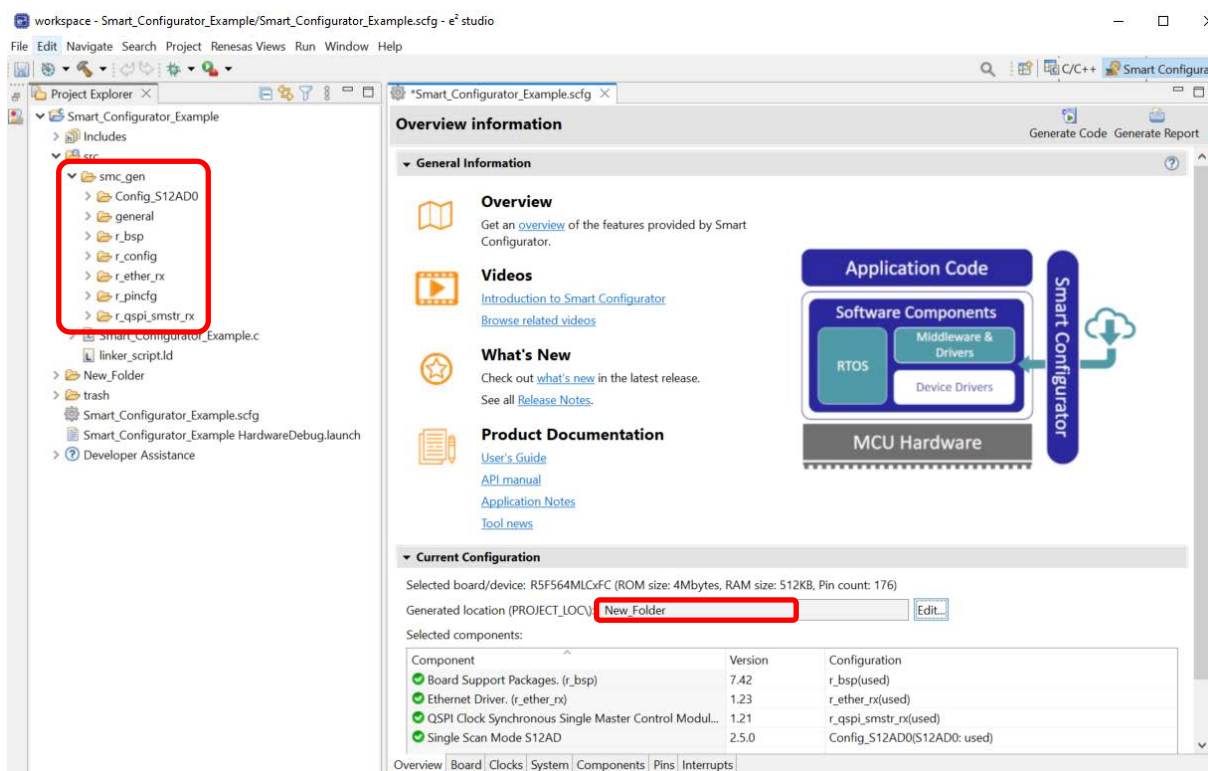 workspace - Smart_Configurator_Example/Smart_Configurator_Example.scfg - e² studio
File Edit Navigate Search Project Renesas Views Run Window Help
C/C++ Smart Configura
Project Explorer
*Smart_Configurator_Example.scfg
Smart_Configurator_Example
Includes
src
smc_gen
Config_S12AD0
general
r_bsp
r_config
r_ether_rx
r_pincfg
r_qspi_smstr_rx
Smart_Configurator_Example.c
linker_script.ld
New_Folder
trash
Smart_Configurator_Example.scfg
Smart_Configurator_Example HardwareDebug.launch
Developer Assistance
Overview information
Generate Code Generate Report
General Information
Overview
Get an overview of the features provided by Smart
Configurator.
Videos
Introduction to Smart Configurator
Browse related videos
What's New
Check out what's new in the latest release.
See all Release Notes.
Product Documentation
User's Guide
API manual
Application Notes
Tool news
Application Code
Software Components
RTOS
Middleware &
Drivers
Device Drivers
MCU Hardware
Smart Configurator
Current Configuration
Selected board/device: R5F564MLCxFC (ROM size: 4Mbytes, RAM size: 512KB, Pin count: 176)
Generated location (PROJECT_LOC\): New_Folder Edit...
Selected components:
Component Version Configuration
Board Support Packages. (r_bsp) 7.42 r_bsp(used)
Ethernet Driver. (r_ether_rx) 1.23 r_ether_rx(used)
QSPI Clock Synchronous Single Master Control Modul... 1.21 r_qspi_smstr_rx(used)
Single Scan Mode S12AD 2.5.0 Config_S12AD0(S12AD0: used)
Overview Board Clocks System Components Pins Interrupts